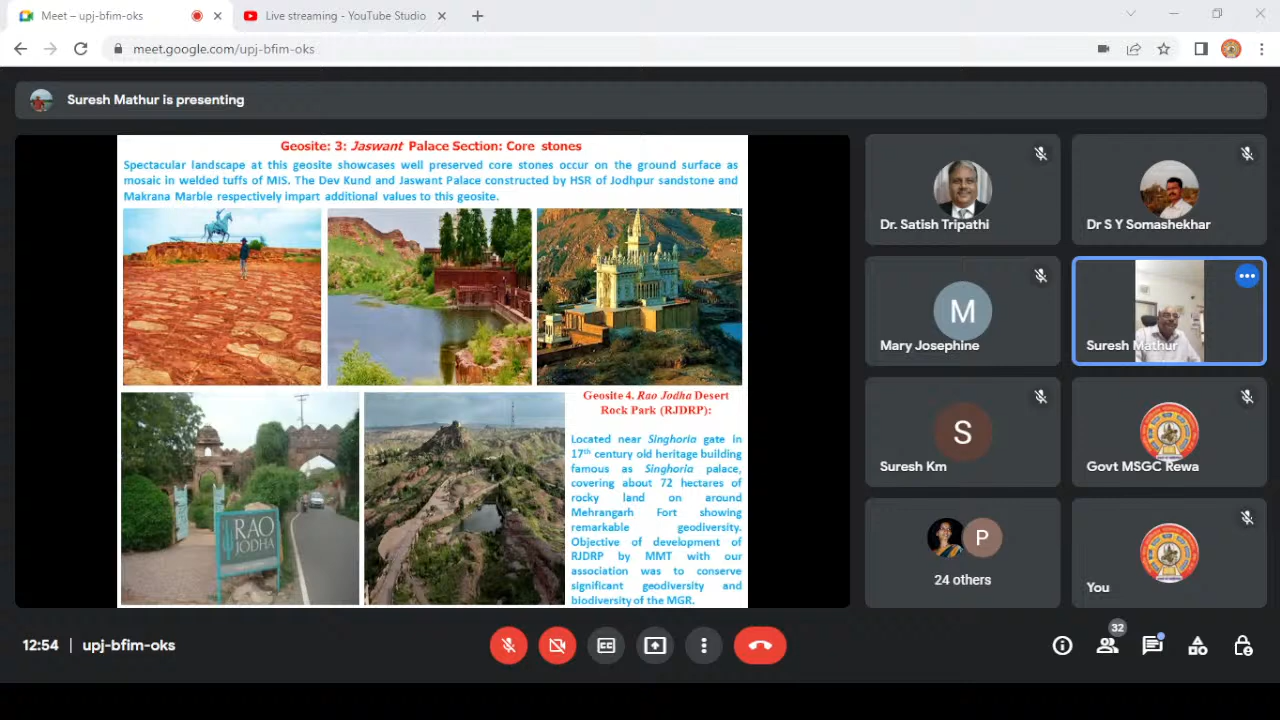 Meet – upj-bfim-oks
Live streaming - YouTube Studio
meet.google.com/upj-bfim-oks
Suresh Mathur is presenting
Geosite: 3: Jaswant Palace Section: Core stones
Spectacular landscape at this geosite showcases well preserved core stones occur on the ground surface as
mosaic in welded tuffs of MIS. The Dev Kund and Jaswant Palace constructed by HSR of Jodhpur sandstone and
Makrana Marble respectively impart additional values to this geosite.
RAO
JODHA
Geosite 4. Rao Jodha Desert
Rock Park (RJDRP):
Located near Singhoria gate in
17th century old heritage building
famous as Singhoria palace,
covering about 72 hectares of
rocky land on around
Mehrangarh Fort showing
remarkable geodiversity.
Objective of development of
RJDRP by MMT with our
association was to conserve
significant geodiversity and
biodiversity of the MGR.
Dr. Satish Tripathi
Dr S Y Somashekhar
M
Mary Josephine
Suresh Mathur
S
Suresh Km
Govt MSGC Rewa
P
24 others
You
12:54 | upj-bfim-oks
CC
32